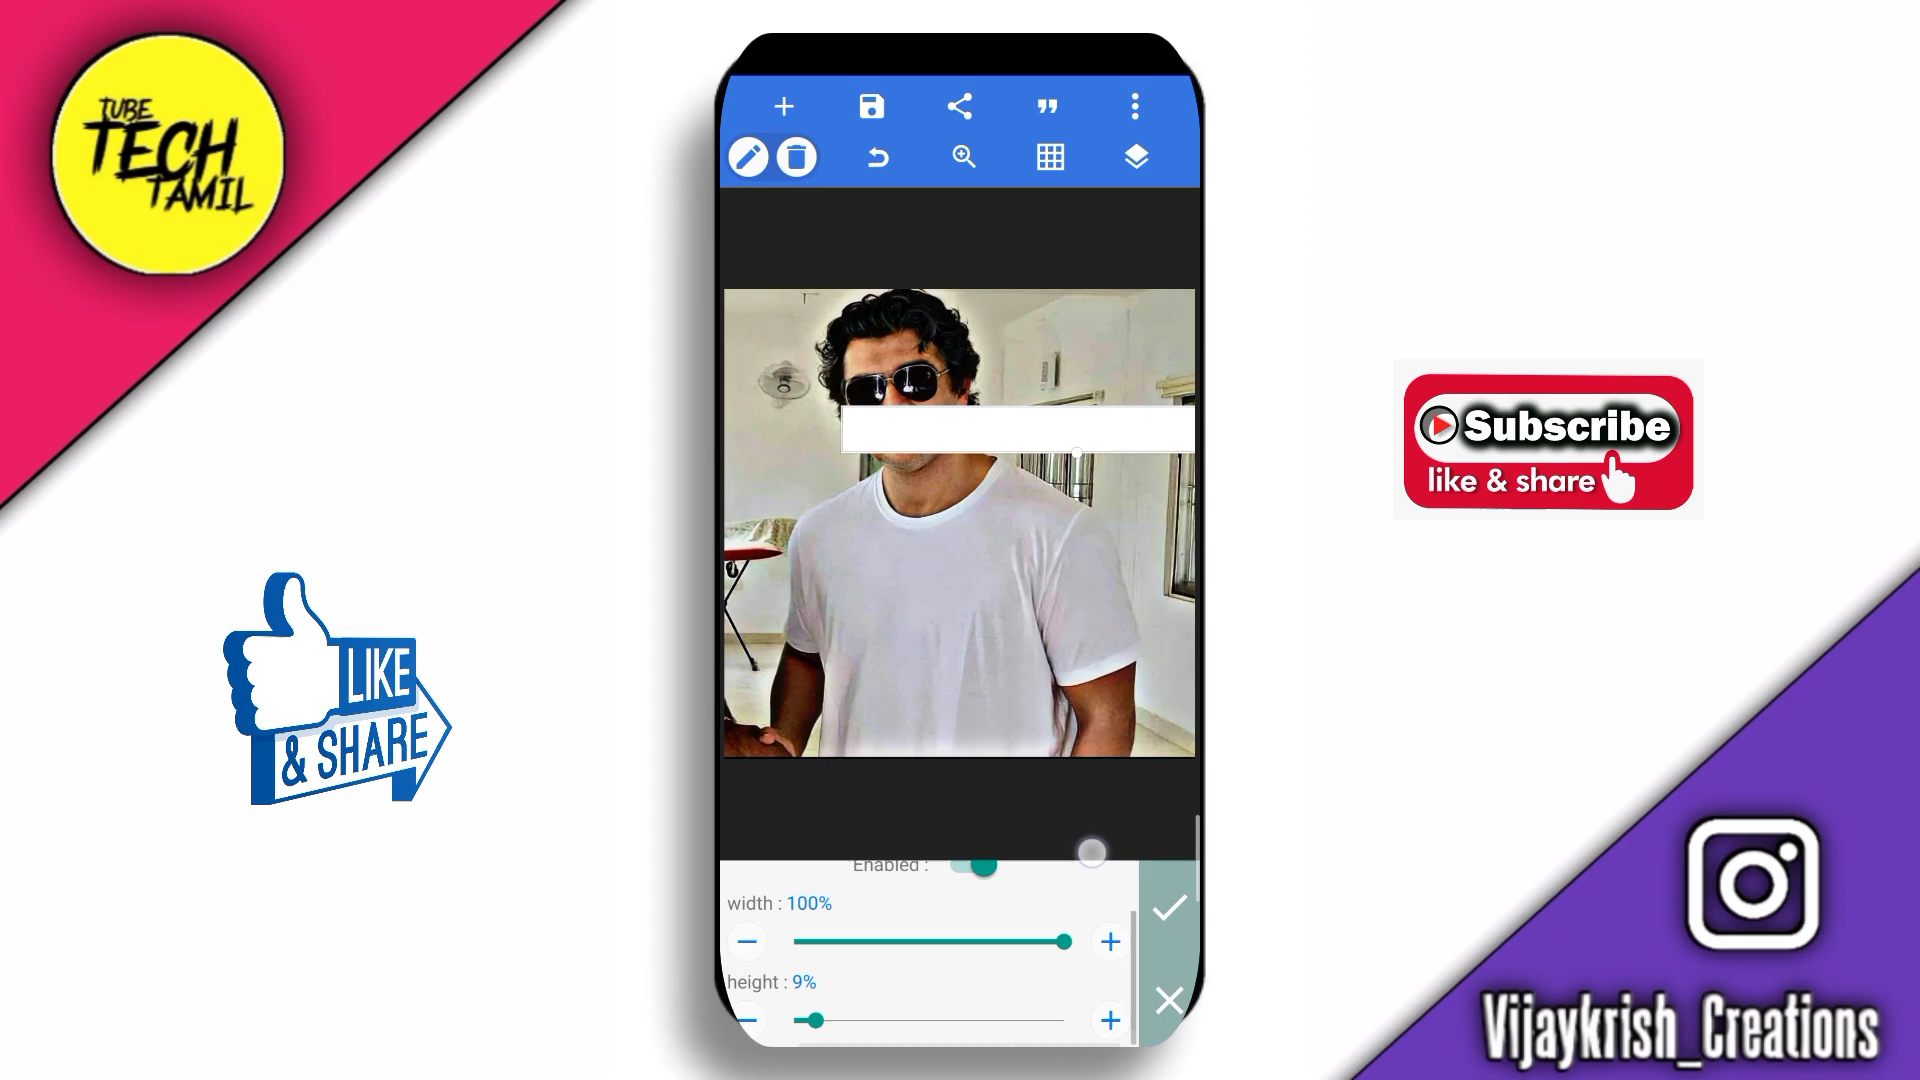 TUBE
TECH
TAMIL
Enabled :
width : 100%
height : 9%
LIKE
& SHARE
Subscribe
like & share
Vijaykrish_Creations